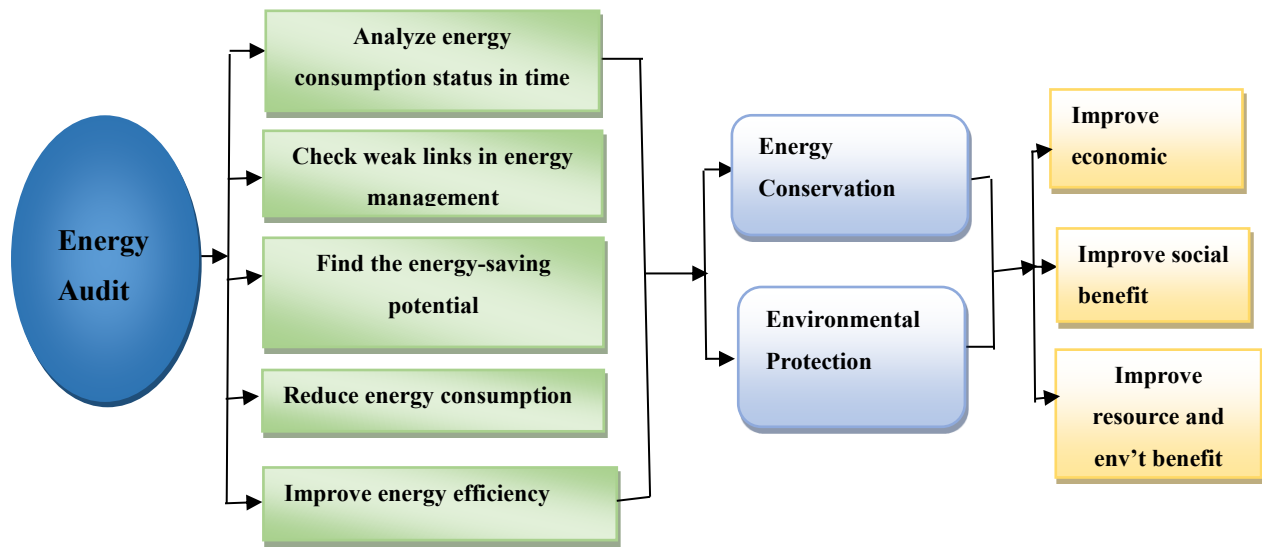 Energy
Audit
Analyze energy
consumption status in time
Check weak links in energy
management
Find the energy-saving
potential
Reduce energy consumption
Improve energy efficiency
Energy
Conservation
Environmental
Protection
Improve
economic
Improve social
benefit
Improve
resource and
env’t benefit